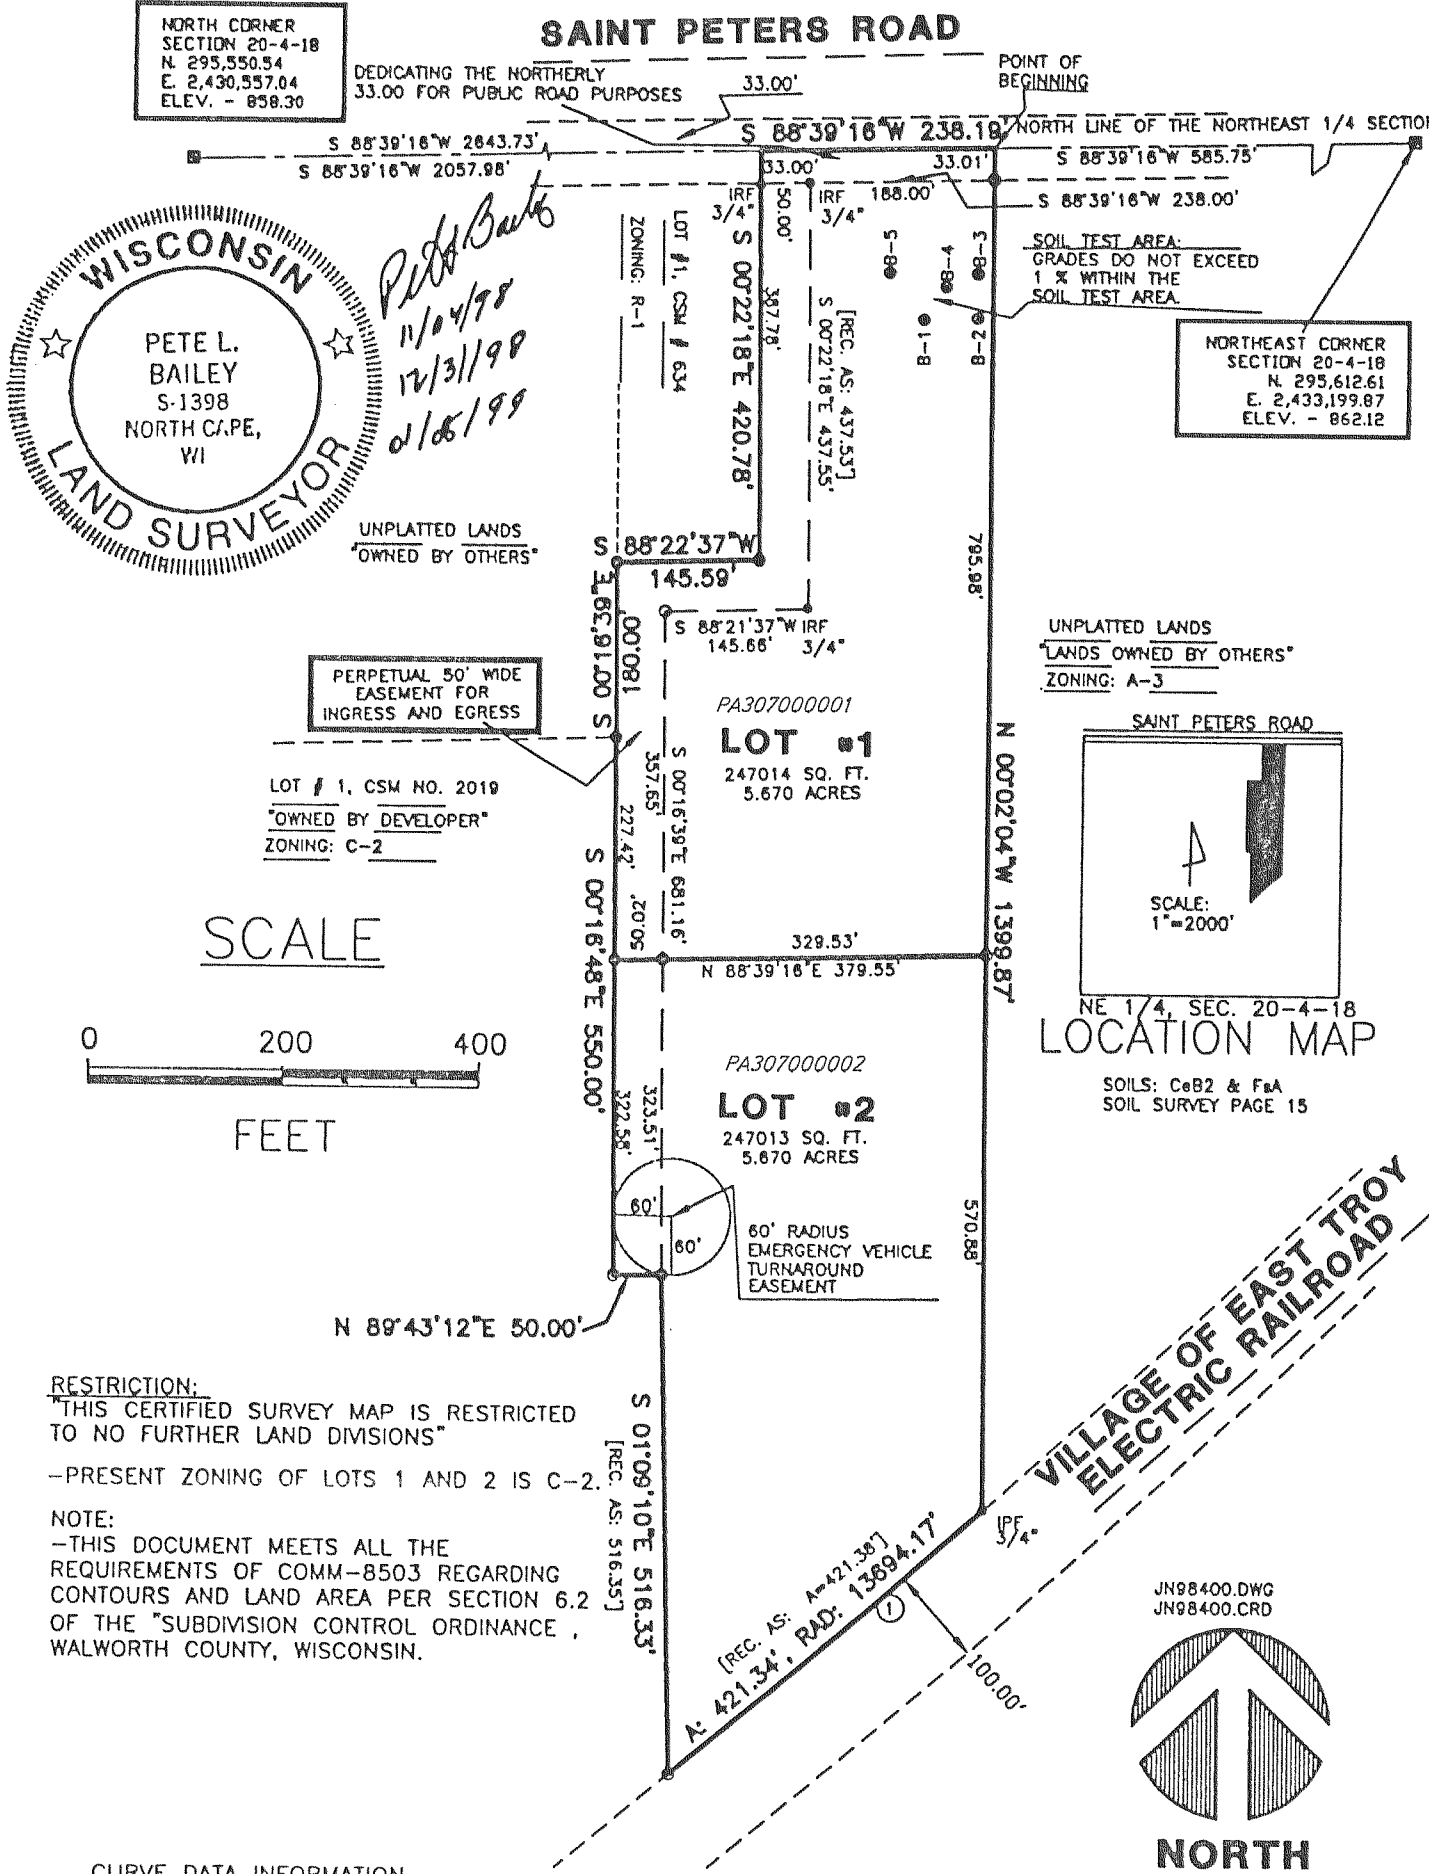 SAINT PETERS ROAD
NORTH CORNER
SECTION 20-4-18
N. 295,550.54
E. 2,430,557.04
ELEV. - 858.30
DEDICATING THE NORTHERLY
33.00 FOR PUBLIC ROAD PURPOSES
33.00'
POINT OF
BEGINNING
S 88°39'16"W 2643.73'
S 88°39'16"W 2057.98'
S 88°39'16"W 238.19'
NORTH LINE OF THE NORTHEAST 1/4 SECTION
S 88°39'16"W 585.75'
33.00'
33.01'
188.00'
S 88°39'16"W 238.00'
IRF
3/4"
50.00'
IRF
3/4"
WISCONSIN
LAND SURVEYOR
PETE L.
BAILEY
S-1398
NORTH CAPE,
WI
11/04/98
12/31/98
01/05/99
LOT # 1, CSM # 634
ZONING: R-1
S 00°22'18"E 420.78'
387.78'
[REC. AS: 437.53']
S 00°22'18"E 437.55'
B-5
B-4
B-3
B-1
B-2
SOIL TEST AREA:
GRADES DO NOT EXCEED
1 % WITHIN THE
SOIL TEST AREA.
NORTHEAST CORNER
SECTION 20-4-18
N. 295,612.61
E. 2,433,199.87
ELEV. - 862.12
UNPLATTED LANDS
"OWNED BY OTHERS"
S 88°22'37"W
145.59'
S 00°16'39"E
180.00'
S 88°21'37"W
145.66'
IRF
3/4"
795.98'
UNPLATTED LANDS
"LANDS OWNED BY OTHERS"
ZONING: A-3
PERPETUAL 50' WIDE
EASEMENT FOR
INGRESS AND EGRESS
PA307000001
LOT #1
247014 SQ. FT.
5.670 ACRES
N 00°02'04"W 1399.87'
LOT # 1, CSM NO. 2019
"OWNED BY DEVELOPER"
ZONING: C-2
357.65'
S 00°16'39"E 681.16'
227.42'
50.02'
S 00°16'48"E 550.00'
329.53'
N 88°39'16"E 379.55'
SAINT PETERS ROAD
SCALE:
1"=2000'
NE 1/4, SEC. 20-4-18
LOCATION MAP
SOILS: CeB2 & FsA
SOIL SURVEY PAGE 15
SCALE
0 200 400
FEET
PA307000002
LOT #2
247013 SQ. FT.
5.670 ACRES
323.51'
322.58'
60'
60'
60' RADIUS
EMERGENCY VEHICLE
TURNAROUND
EASEMENT
570.88'
N 89°43'12"E 50.00'
VILLAGE OF EAST TROY
ELECTRIC RAILROAD
RESTRICTION:
"THIS CERTIFIED SURVEY MAP IS RESTRICTED
TO NO FURTHER LAND DIVISIONS"
-PRESENT ZONING OF LOTS 1 AND 2 IS C-2.
NOTE:
-THIS DOCUMENT MEETS ALL THE
REQUIREMENTS OF COMM-8503 REGARDING
CONTOURS AND LAND AREA PER SECTION 6.2
OF THE "SUBDIVISION CONTROL ORDINANCE ,
WALWORTH COUNTY, WISCONSIN.
S 01°09'10"E 516.33'
[REC. AS: 516.35']
IPF
3/4"
[REC. AS: A=421.38']
A: 421.34', RAD: 13694.17'
1
100.00'
JN98400.DWG
JN98400.CRD
NORTH
CURVE DATA INFORMATION